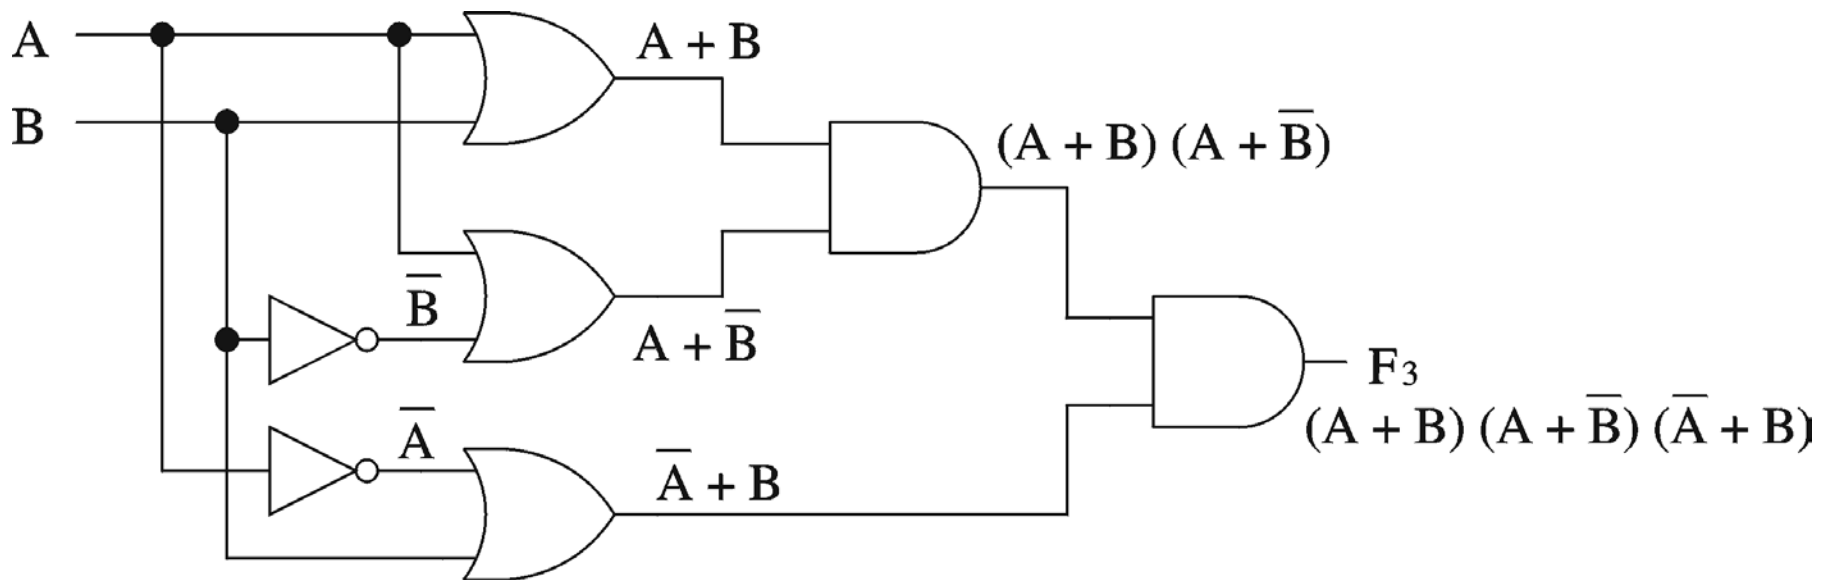 A
A + B
B
(A + B) (A + B̅)
B̅
A + B̅
F₃
A̅
(A + B) (A + B̅) (A̅ + B)
A̅ + B